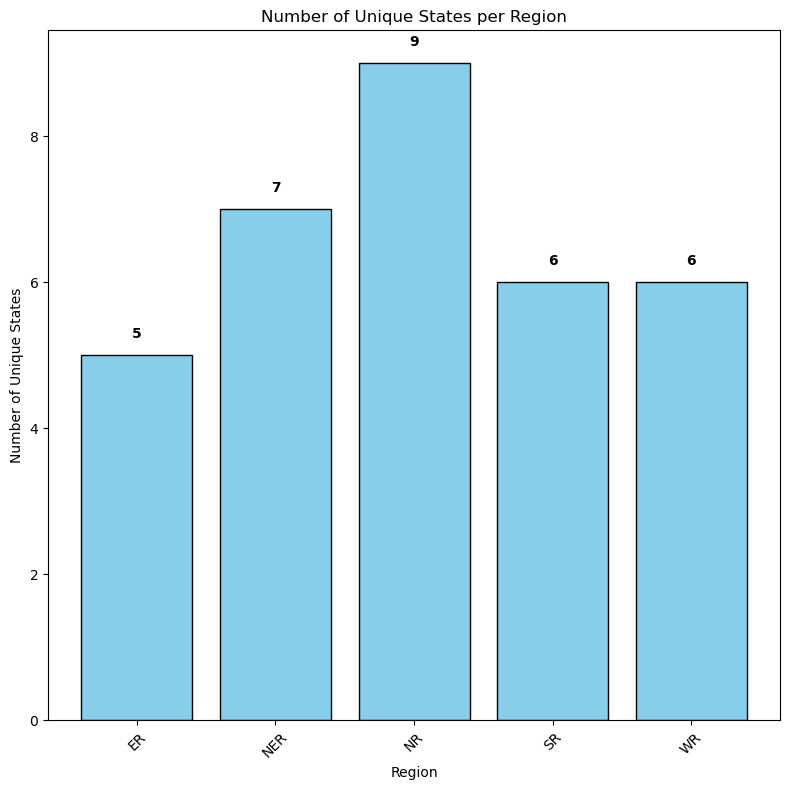 Number of Unique States per Region
9
7
6
6
5
8
6
4
2
0
Number of Unique States
ER
NER
NR
SR
WR
Region